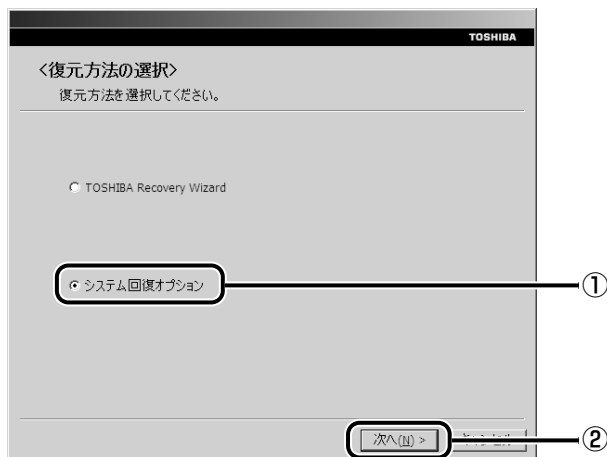 TOSHIBA
<復元方法の選択>
復元方法を選択してください。
TOSHIBA Recovery Wizard
システム回復オプション
①
次へ(N) >
②